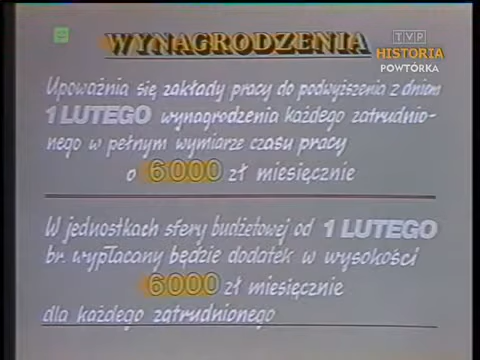 WYNAGRODZENIA
TVP
HISTORIA
POWTÓRKA
Upoważnia się zakłady pracy do podwyższenia z dniem
1 LUTEGO wynagrodzenia każdego zatrudnio-
nego w pełnym wymiarze czasu pracy
o 6000 zł miesięcznie
W jednostkach sfery budżetowej od 1 LUTEGO
br. wypłacany będzie dodatek w wysokości
6000 zł miesięcznie
dla każdego zatrudnionego